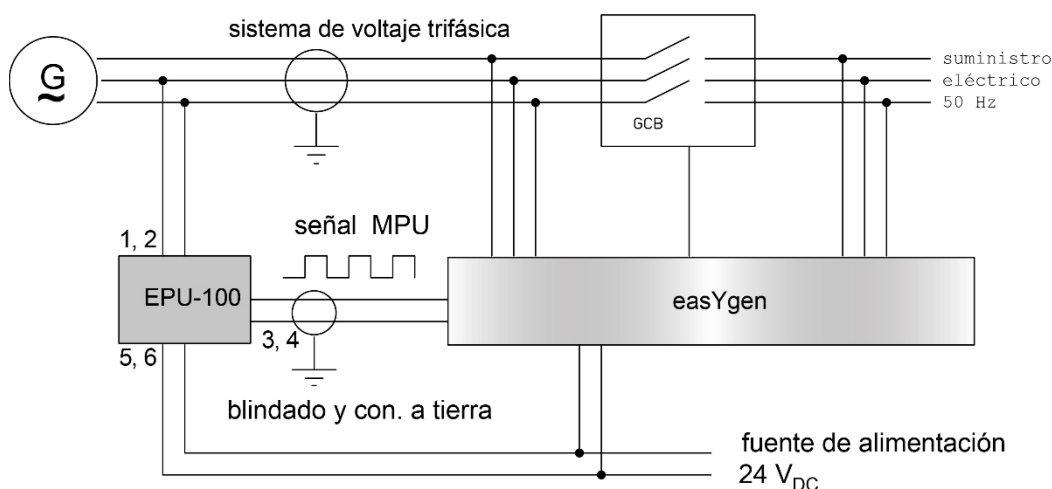 sistema de voltaje trifásica
G
GCB
suministro
eléctrico
50 Hz
señal MPU
1, 2
EPU-100
3, 4
5, 6
easYgen
blindado y con. a tierra
fuente de alimentación
24 VDC